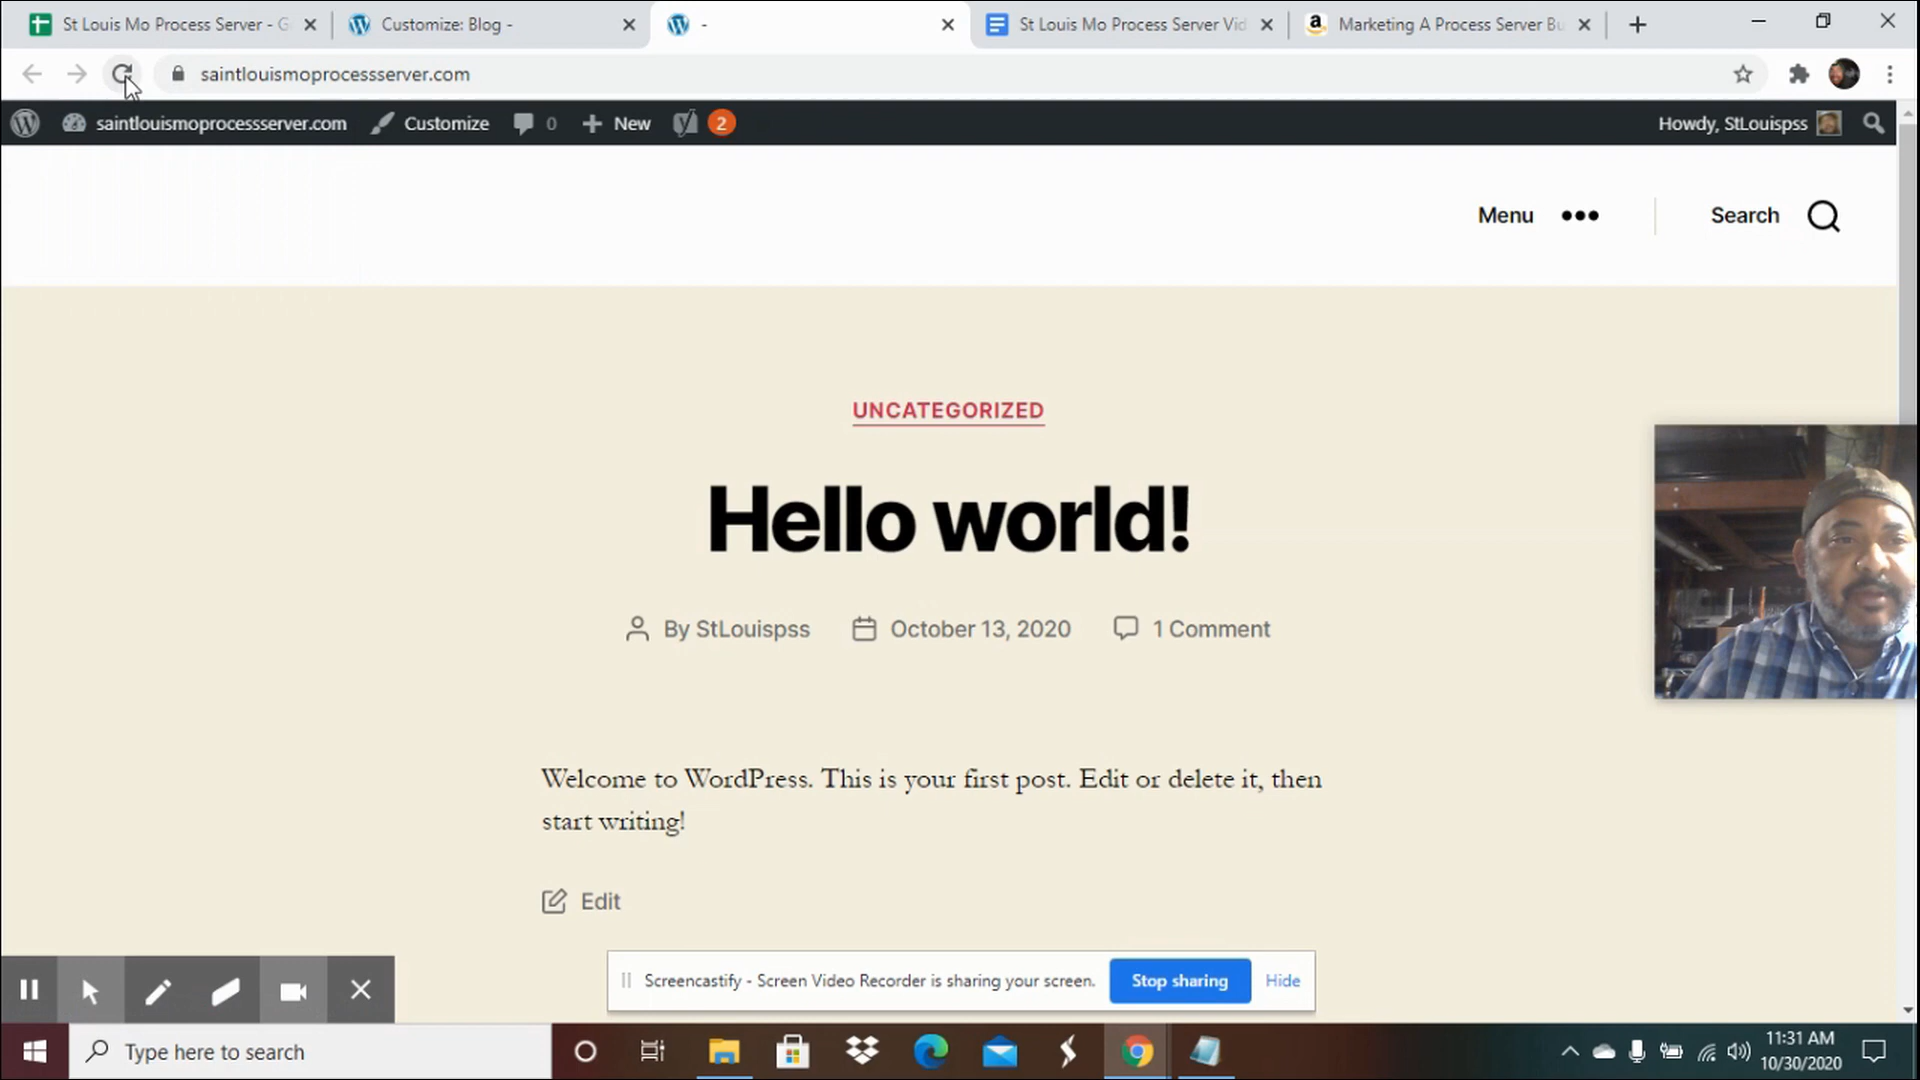 St Louis Mo Process Server - G
Customize: Blog -
-
St Louis Mo Process Server Vid
Marketing A Process Server Bu
saintlouismoprocessserver.com
saintlouismoprocessserver.com
Customize
0
New
2
Howdy, StLouispss
Menu
Search
UNCATEGORIZED
Hello world!
By StLouispss
October 13, 2020
1 Comment
Welcome to WordPress. This is your first post. Edit or delete it, then
start writing!
Edit
Screencastify - Screen Video Recorder is sharing your screen.
Stop sharing
Hide
Type here to search
11:31 AM
10/30/2020